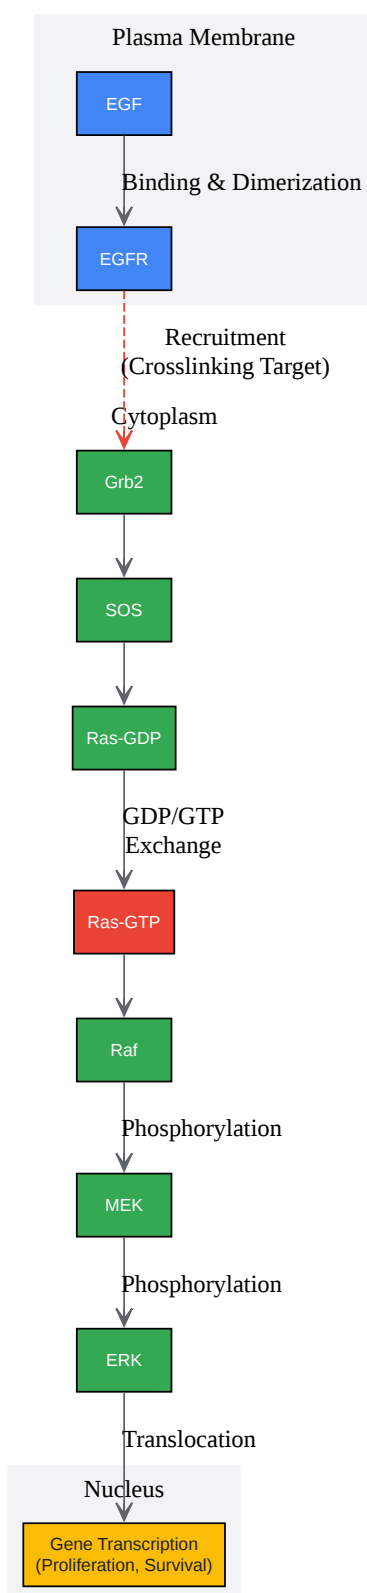 Plasma Membrane
EGF
Binding & Dimerization
EGFR
Recruitment
(Crosslinking Target)
Cytoplasm
Grb2
SOS
Ras-GDP
GDP/GTP
Exchange
Ras-GTP
Raf
Phosphorylation
MEK
Phosphorylation
ERK
Translocation
Nucleus
Gene Transcription
(Proliferation, Survival)